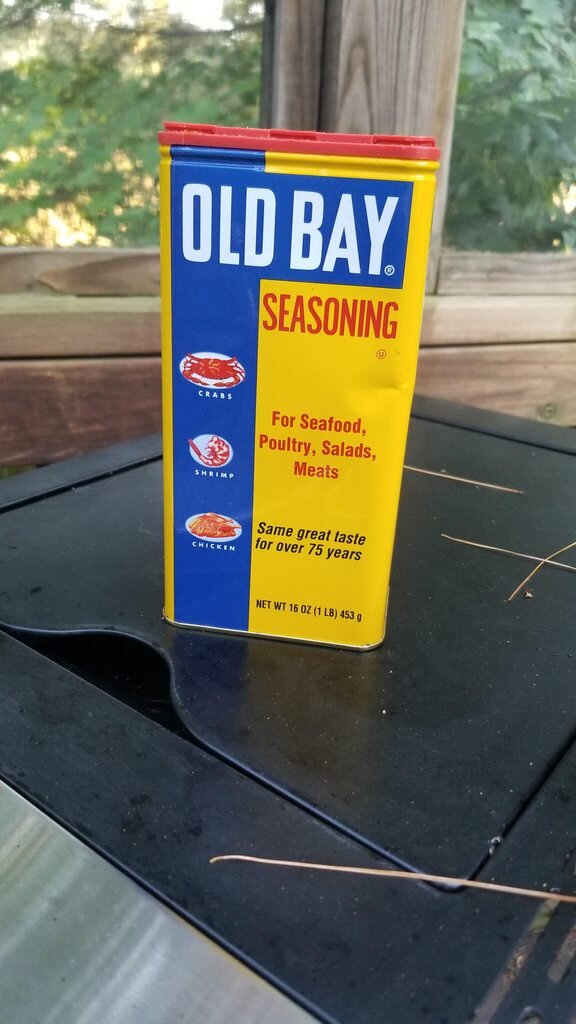 OLD BAY®
SEASONING
U
CRABS
For Seafood,
Poultry, Salads,
Meats
SHRIMP
CHICKEN
Same great taste
for over 75 years
NET WT 16 OZ (1 LB) 453 g